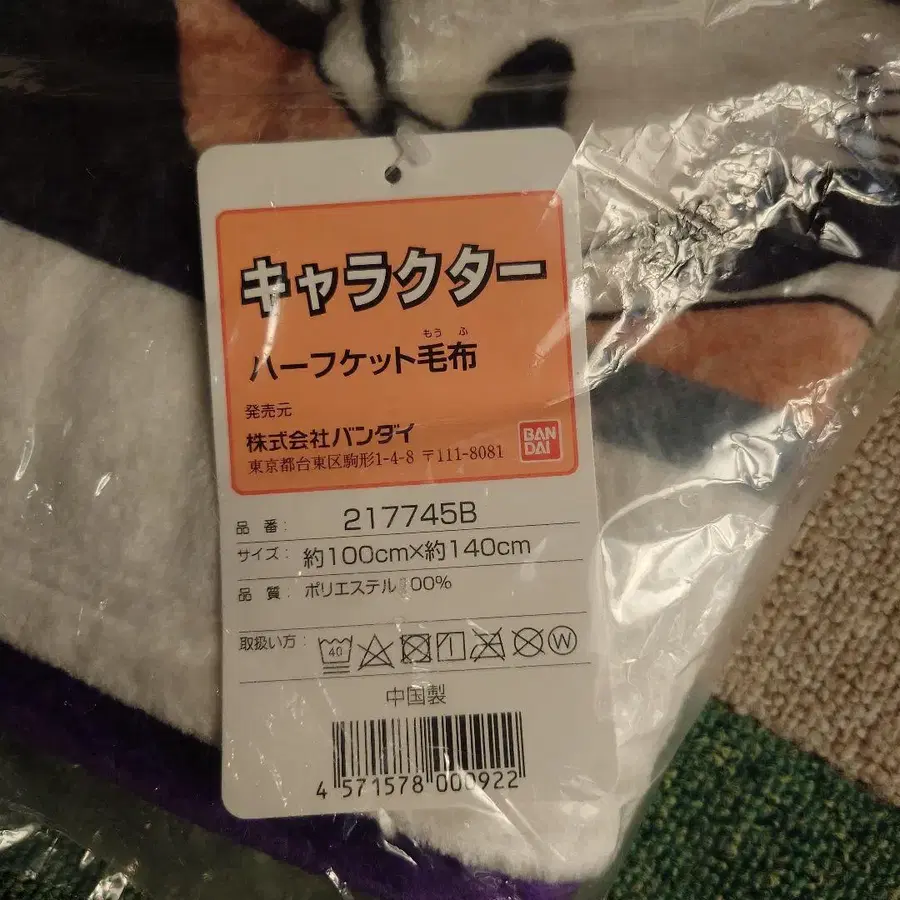 キャラクター
もうふ
ハーフケット毛布
発売元
株式会社バンダイ
東京都台東区駒形1-4-8 〒111-8081
BAN
DAI
品番: 217745B
サイズ: 約100cm×約140cm
品質: ポリエステル100%
取扱い方: 40 W
中国製
4 571578 000922